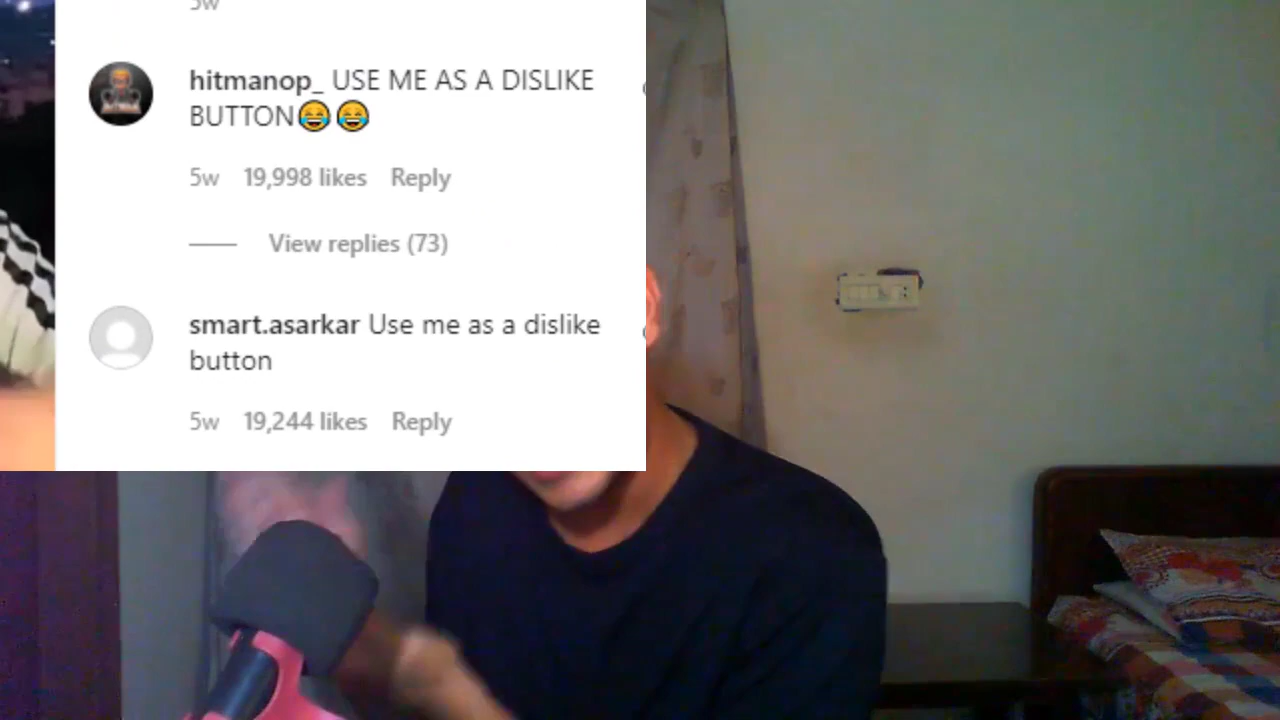 5w
hitmanop_ USE ME AS A DISLIKE
BUTTON😂😂
5w 19,998 likes Reply
View replies (73)
smart.asarkar Use me as a dislike
button
5w 19,244 likes Reply